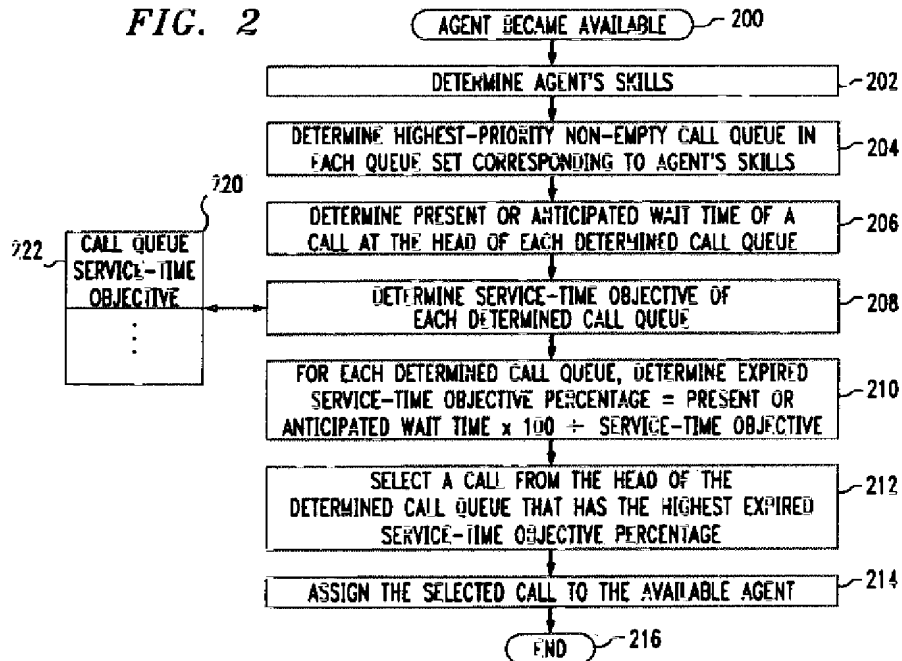 FIG. 2
AGENT BECAME AVAILABLE
200
DETERMINE AGENT'S SKILLS
202
DETERMINE HIGHEST-PRIORITY NON-EMPTY CALL QUEUE IN
EACH QUEUE SET CORRESPONDING TO AGENT'S SKILLS
204
DETERMINE PRESENT OR ANTICIPATED WAIT TIME OF A
CALL AT THE HEAD OF EACH DETERMINED CALL QUEUE
206
220
222
CALL QUEUE
SERVICE-TIME
OBJECTIVE
DETERMINE SERVICE-TIME OBJECTIVE OF
EACH DETERMINED CALL QUEUE
208
FOR EACH DETERMINED CALL QUEUE, DETERMINE EXPIRED
SERVICE-TIME OBJECTIVE PERCENTAGE = PRESENT OR
ANTICIPATED WAIT TIME x 100 ÷ SERVICE-TIME OBJECTIVE
210
SELECT A CALL FROM THE HEAD OF THE
DETERMINED CALL QUEUE THAT HAS THE HIGHEST EXPIRED
SERVICE-TIME OBJECTIVE PERCENTAGE
212
ASSIGN THE SELECTED CALL TO THE AVAILABLE AGENT
214
END
216